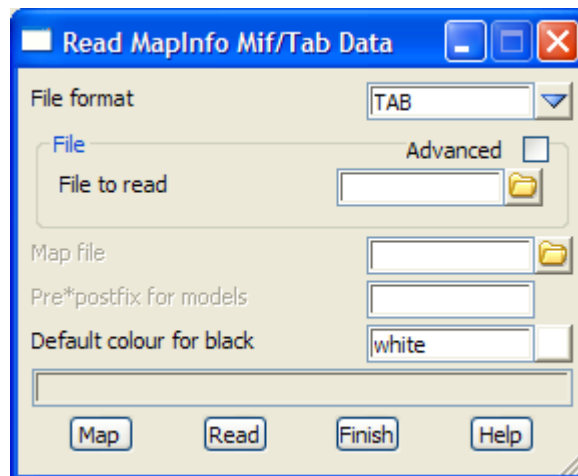 Read MapInfo Mif/Tab Data
File format TAB
File Advanced
File to read
Map file
Pre*postfix for models
Default colour for black white
Map Read Finish Help